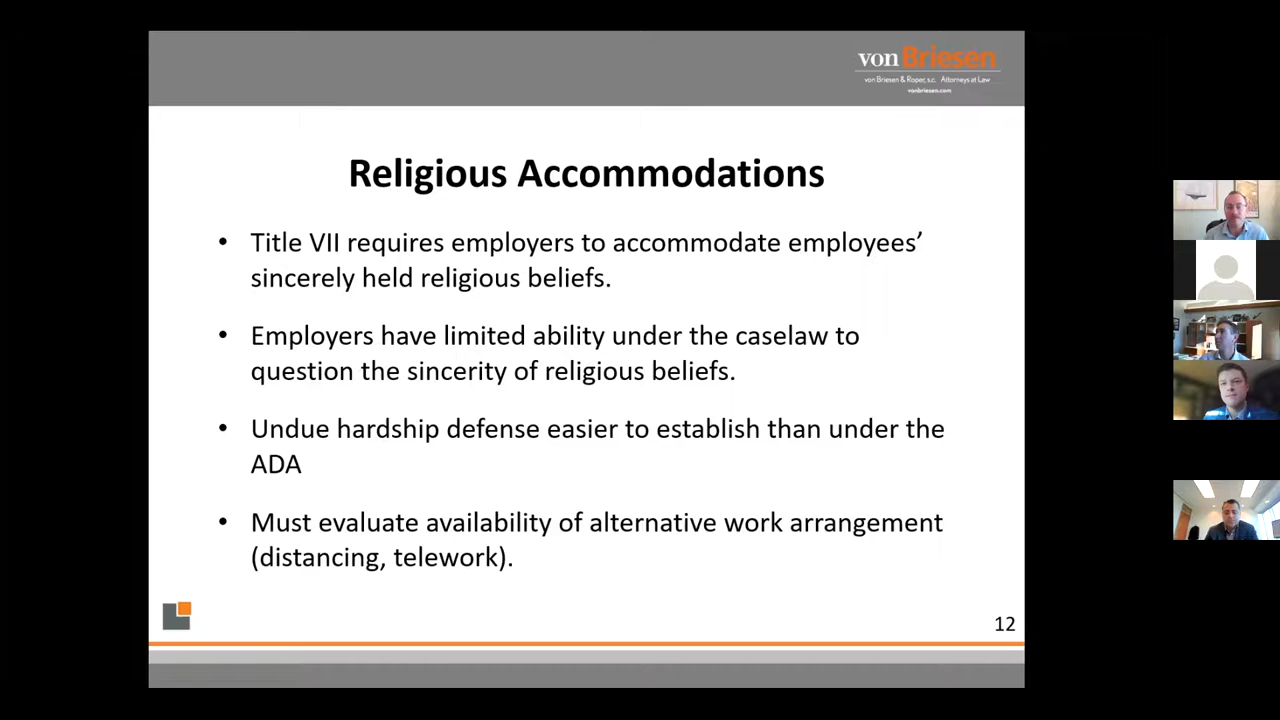 von Briesen
von Briesen & Roper, s.c. Attorneys at Law
vonbriesen.com
Religious Accommodations
• Title VII requires employers to accommodate employees’
sincerely held religious beliefs.
• Employers have limited ability under the caselaw to
question the sincerity of religious beliefs.
• Undue hardship defense easier to establish than under the
ADA
• Must evaluate availability of alternative work arrangement
(distancing, telework).
12